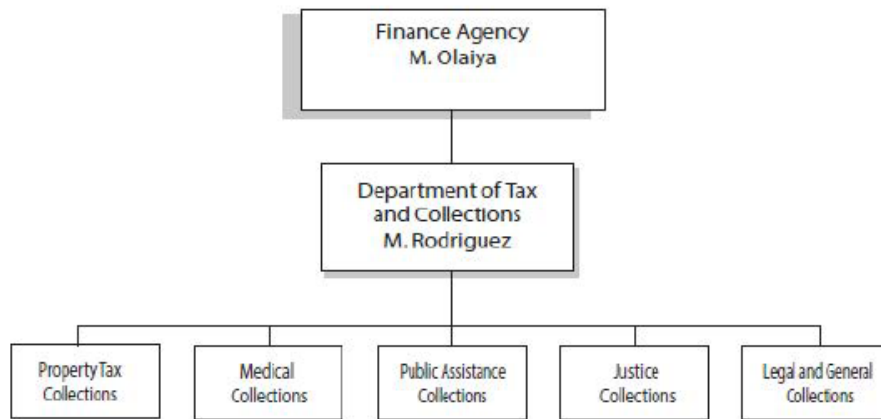 Finance Agency
M. Olaiya
Department of Tax
and Collections
M. Rodriguez
Property Tax
Collections
Medical
Collections
Public Assistance
Collections
Justice
Collections
Legal and General
Collections